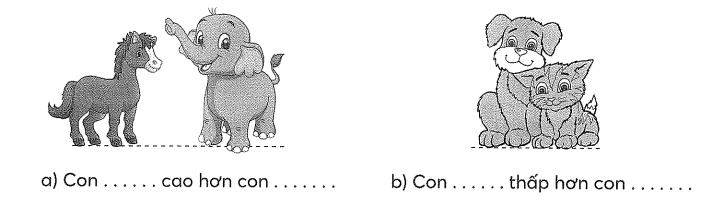 a) Con . . . . . . cao hơn con . . . . . . .
b) Con . . . . . . thấp hơn con . . . . . . .